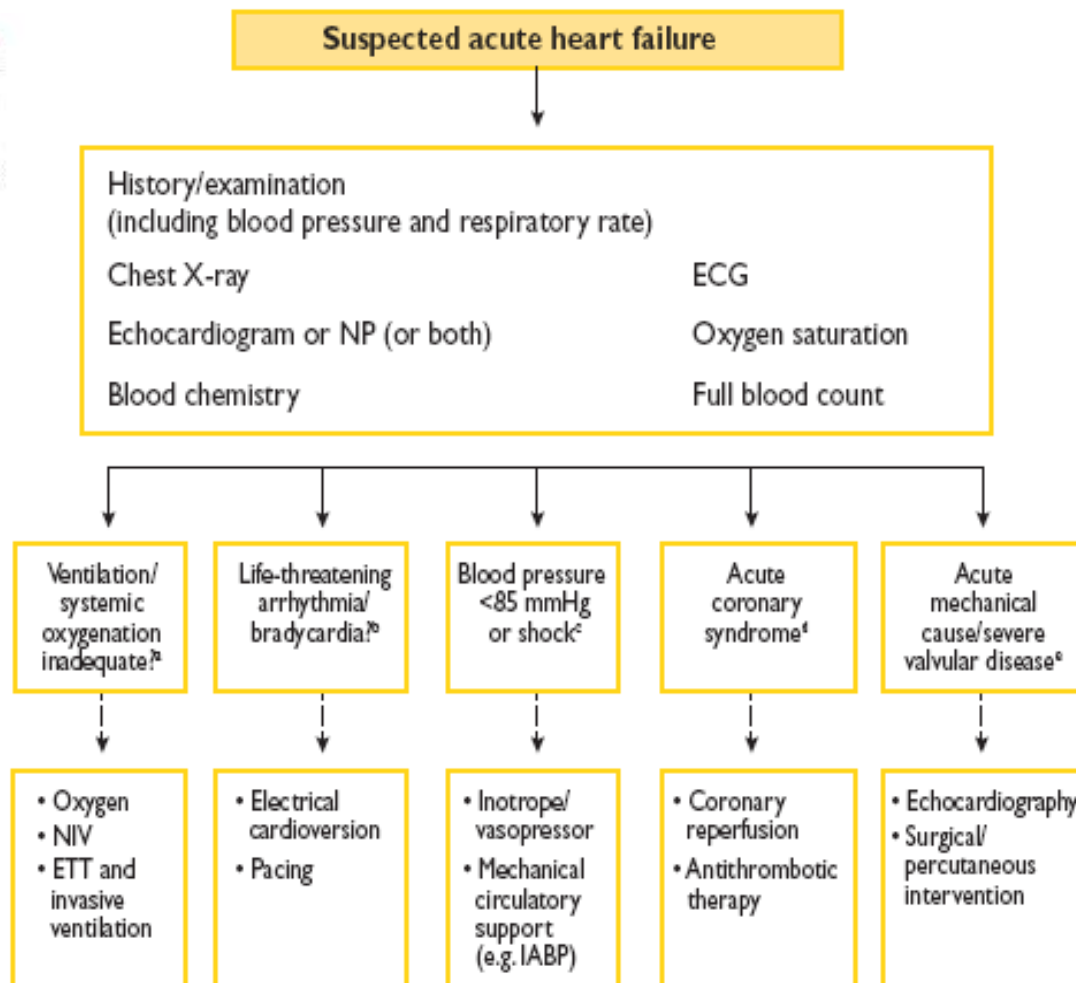 Suspected acute heart failure
History/examination
(including blood pressure and respiratory rate)
Chest X-ray
ECG
Echocardiogram or NP (or both)
Oxygen saturation
Blood chemistry
Full blood count
Ventilation/
systemic
oxygenation
inadequate?ª
Life-threatening
arrhythmia/
bradycardia?ᵇ
Blood pressure
<85 mmHg
or shockᶜ
Acute
coronary
syndromeᵈ
Acute
mechanical
cause/severe
valvular diseaseᵉ
• Oxygen
• NIV
• ETT and
invasive
ventilation
• Electrical
cardioversion
• Pacing
• Inotrope/
vasopressor
• Mechanical
circulatory
support
(e.g. IABP)
• Coronary
reperfusion
• Antithrombotic
therapy
• Echocardiography
• Surgical/
percutaneous
intervention